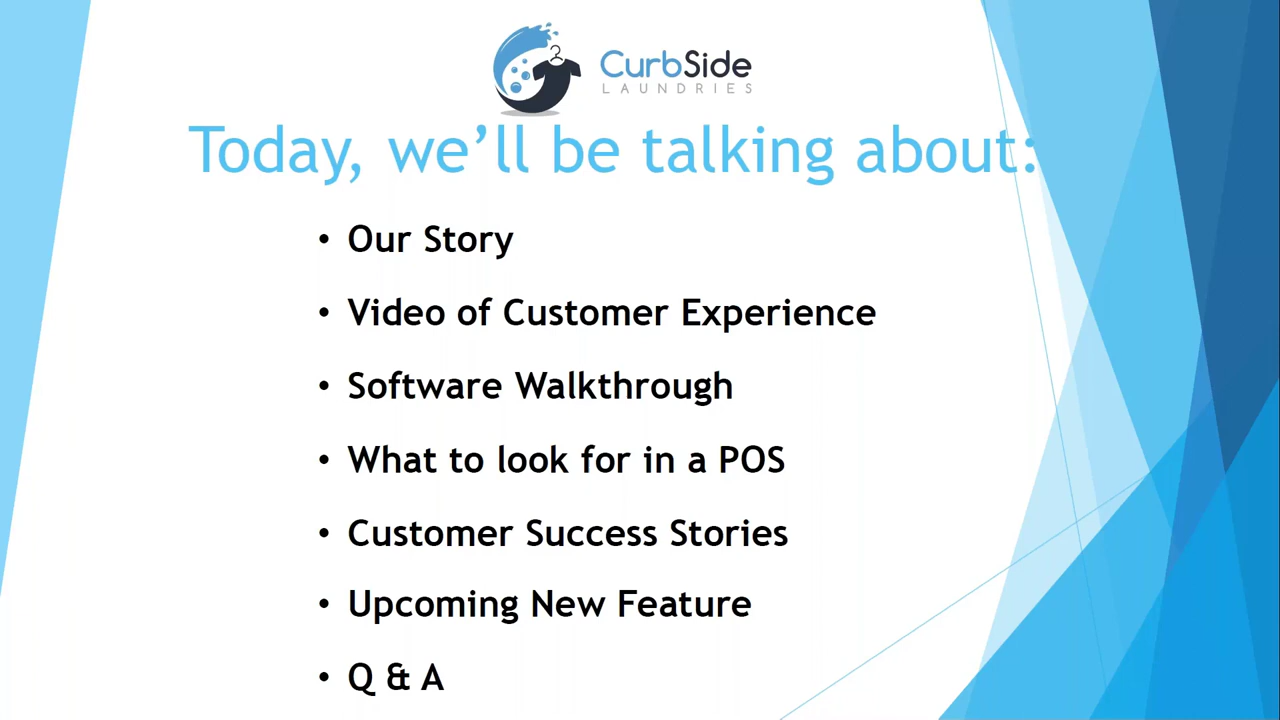 CurbSide
LAUNDRIES
Today, we’ll be talking about:
• Our Story
• Video of Customer Experience
• Software Walkthrough
• What to look for in a POS
• Customer Success Stories
• Upcoming New Feature
• Q & A